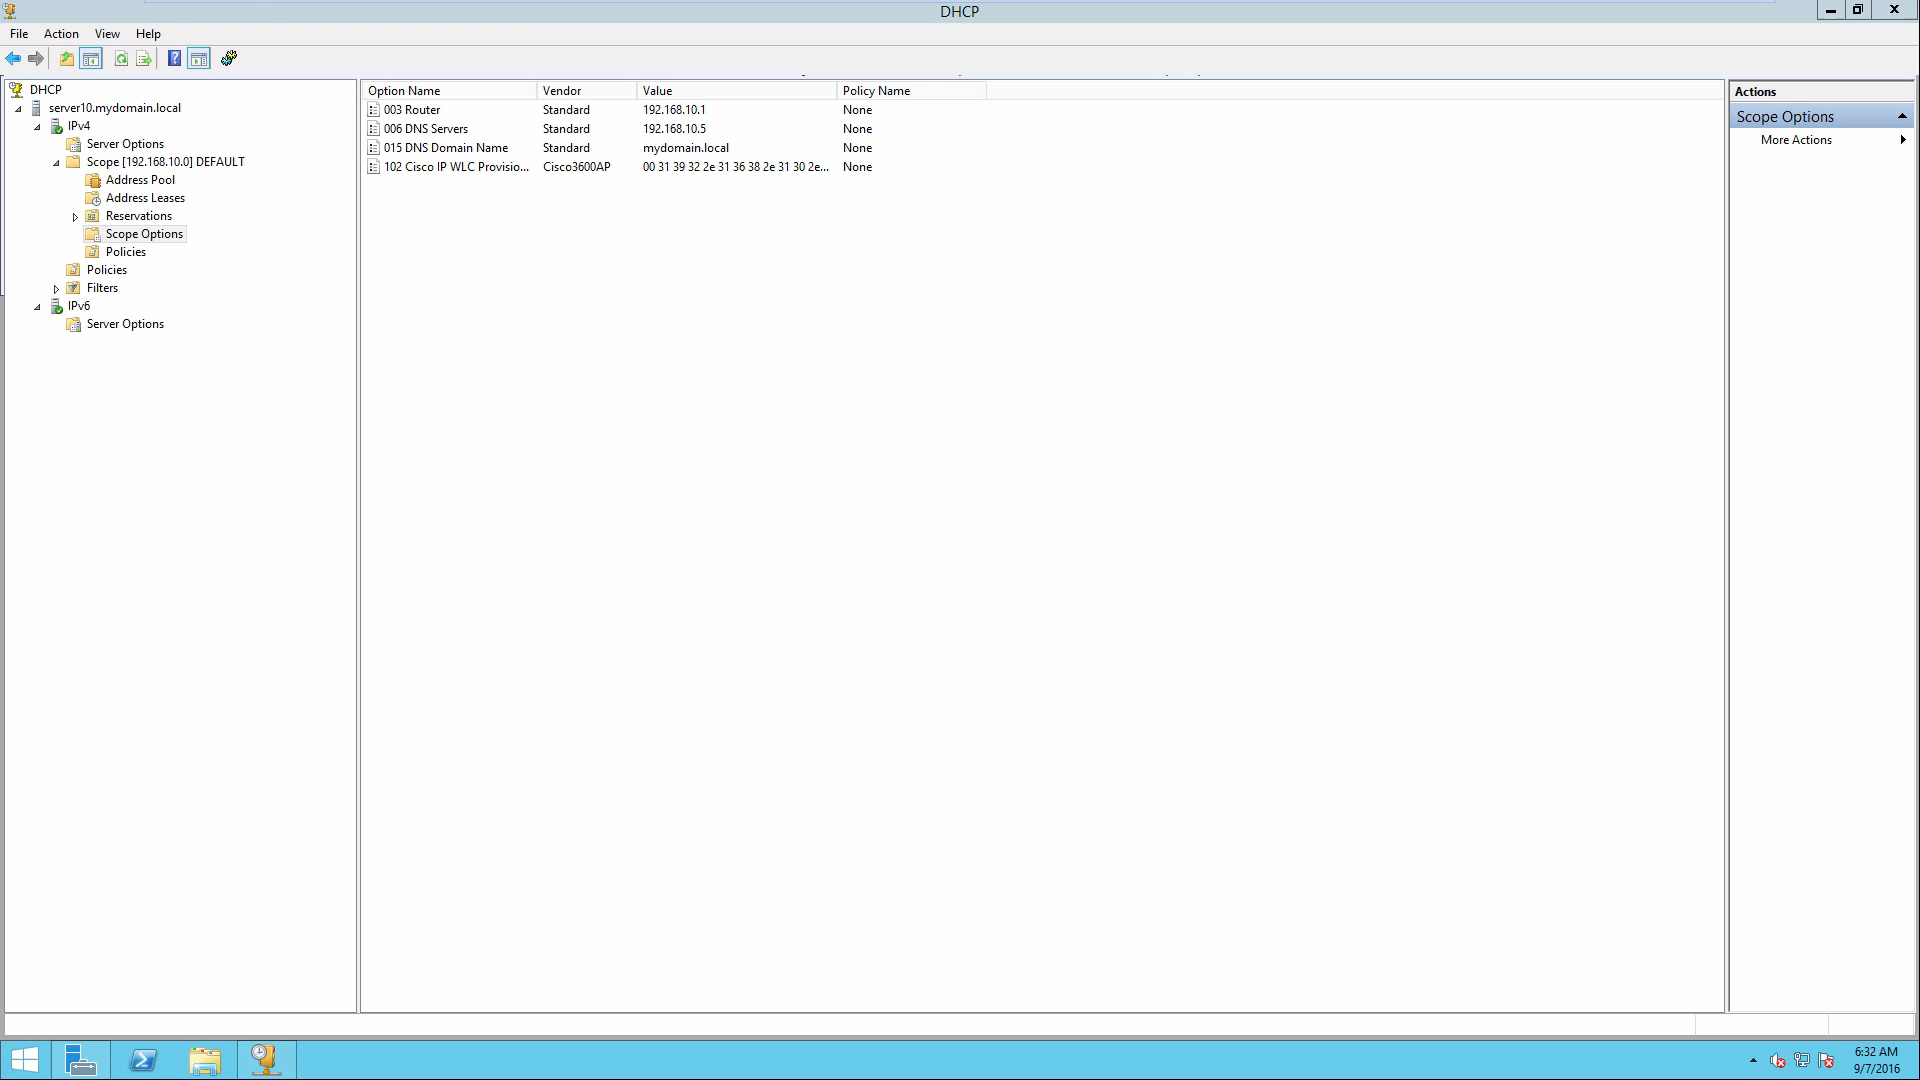 DHCP
File Action View Help
DHCP
server10.mydomain.local
IPv4
Server Options
Scope [192.168.10.0] DEFAULT
Address Pool
Address Leases
Reservations
Scope Options
Policies
Policies
Filters
IPv6
Server Options
Option Name Vendor Value Policy Name
003 Router Standard 192.168.10.1 None
006 DNS Servers Standard 192.168.10.5 None
015 DNS Domain Name Standard mydomain.local None
102 Cisco IP WLC Provisio... Cisco3600AP 00 31 39 32 2e 31 36 38 2e 31 30 2e... None
Actions
Scope Options
More Actions
6:32 AM
9/7/2016